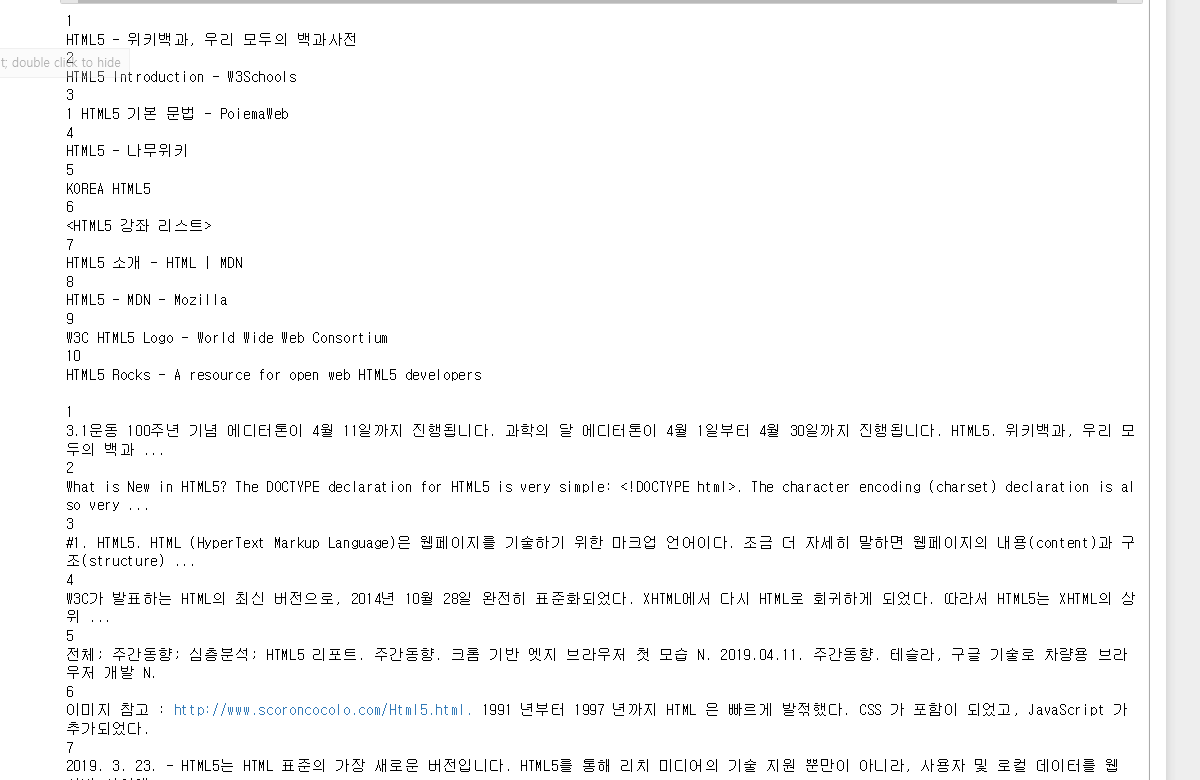 1
HTML5 - 위키백과, 우리 모두의 백과사전
t; double click to hide
2
HTML5 Introduction - W3Schools
3
1 HTML5 기본 문법 - PoiemaWeb
4
HTML5 - 나무위키
5
KOREA HTML5
6
<HTML5 강좌 리스트>
7
HTML5 소개 - HTML | MDN
8
HTML5 - MDN - Mozilla
9
W3C HTML5 Logo - World Wide Web Consortium
10
HTML5 Rocks - A resource for open web HTML5 developers
1
3.1운동 100주년 기념 에디터톤이 4월 11일까지 진행됩니다. 과학의 달 에디터톤이 4월 1일부터 4월 30일까지 진행됩니다. HTML5. 위키백과, 우리 모
두의 백과 ...
2
What is New in HTML5? The DOCTYPE declaration for HTML5 is very simple: <!DOCTYPE html>. The character encoding (charset) declaration is al
so very ...
3
#1. HTML5. HTML (HyperText Markup Language)은 웹페이지를 기술하기 위한 마크업 언어이다. 조금 더 자세히 말하면 웹페이지의 내용(content)과 구
조(structure) ...
4
W3C가 발표하는 HTML의 최신 버전으로, 2014년 10월 28일 완전히 표준화되었다. XHTML에서 다시 HTML로 회귀하게 되었다. 따라서 HTML5는 XHTML의 상
위 ...
5
전체; 주간동향; 심층분석; HTML5 리포트. 주간동향. 크롬 기반 엣지 브라우저 첫 모습 N. 2019.04.11. 주간동향. 테슬라, 구글 기술로 차량용 브라
우저 개발 N.
6
이미지 참고 : http://www.scoroncocolo.com/Html5.html. 1991 년부터 1997 년까지 HTML 은 빠르게 발젂했다. CSS 가 포함이 되었고, JavaScript 가
추가되었다.
7
2019. 3. 23. - HTML5는 HTML 표준의 가장 새로운 버전입니다. HTML5를 통해 리치 미디어의 기술 지원 뿐만이 아니라, 사용자 및 로컬 데이터를 웹